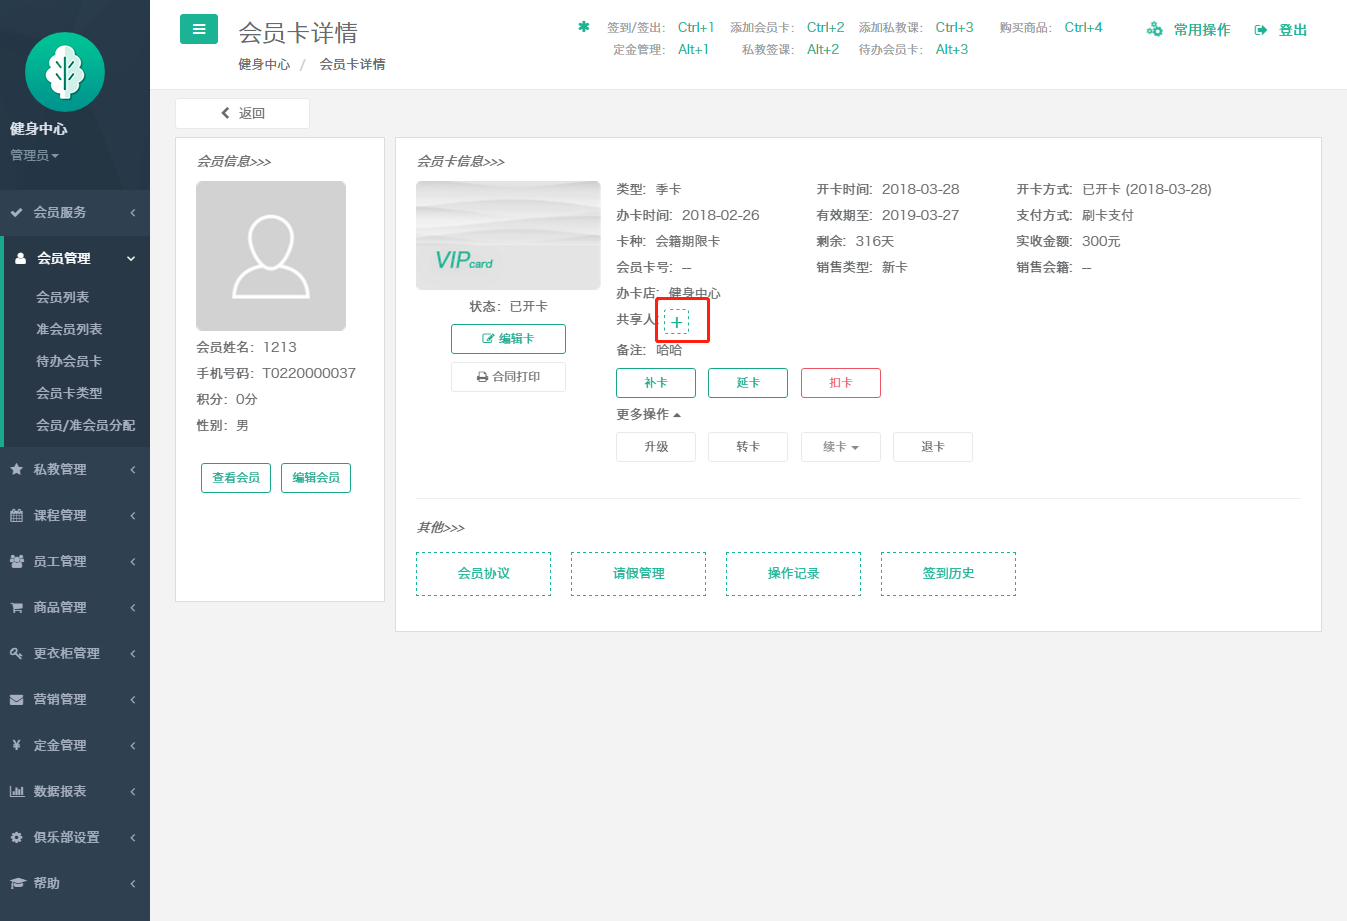 会员卡详情
健身中心 / 会员卡详情
签到/签出: Ctrl+1 添加会员卡: Ctrl+2 添加私教课: Ctrl+3 购买商品: Ctrl+4
定金管理: Alt+1 私教签课: Alt+2 待办会员卡: Alt+3
常用操作 登出
健身中心
管理员
会员服务
会员管理
会员列表
准会员列表
待办会员卡
会员卡类型
会员/准会员分配
私教管理
课程管理
员工管理
商品管理
更衣柜管理
营销管理
定金管理
数据报表
俱乐部设置
帮助
返回
会员信息>>>
会员姓名: 1213
手机号码: T0220000037
积分: 0分
性别: 男
查看会员 编辑会员
会员卡信息>>>
VIPcard
状态: 已开卡
编辑卡
合同打印
类型: 季卡 开卡时间: 2018-03-28 开卡方式: 已开卡 (2018-03-28)
办卡时间: 2018-02-26 有效期至: 2019-03-27 支付方式: 刷卡支付
卡种: 会籍期限卡 剩余: 316天 实收金额: 300元
会员卡号: -- 销售类型: 新卡 销售会籍: --
办卡店: 健身中心
共享人 +
备注: 哈哈
补卡 延卡 扣卡
更多操作
升级 转卡 续卡 退卡
其他>>>
会员协议 请假管理 操作记录 签到历史